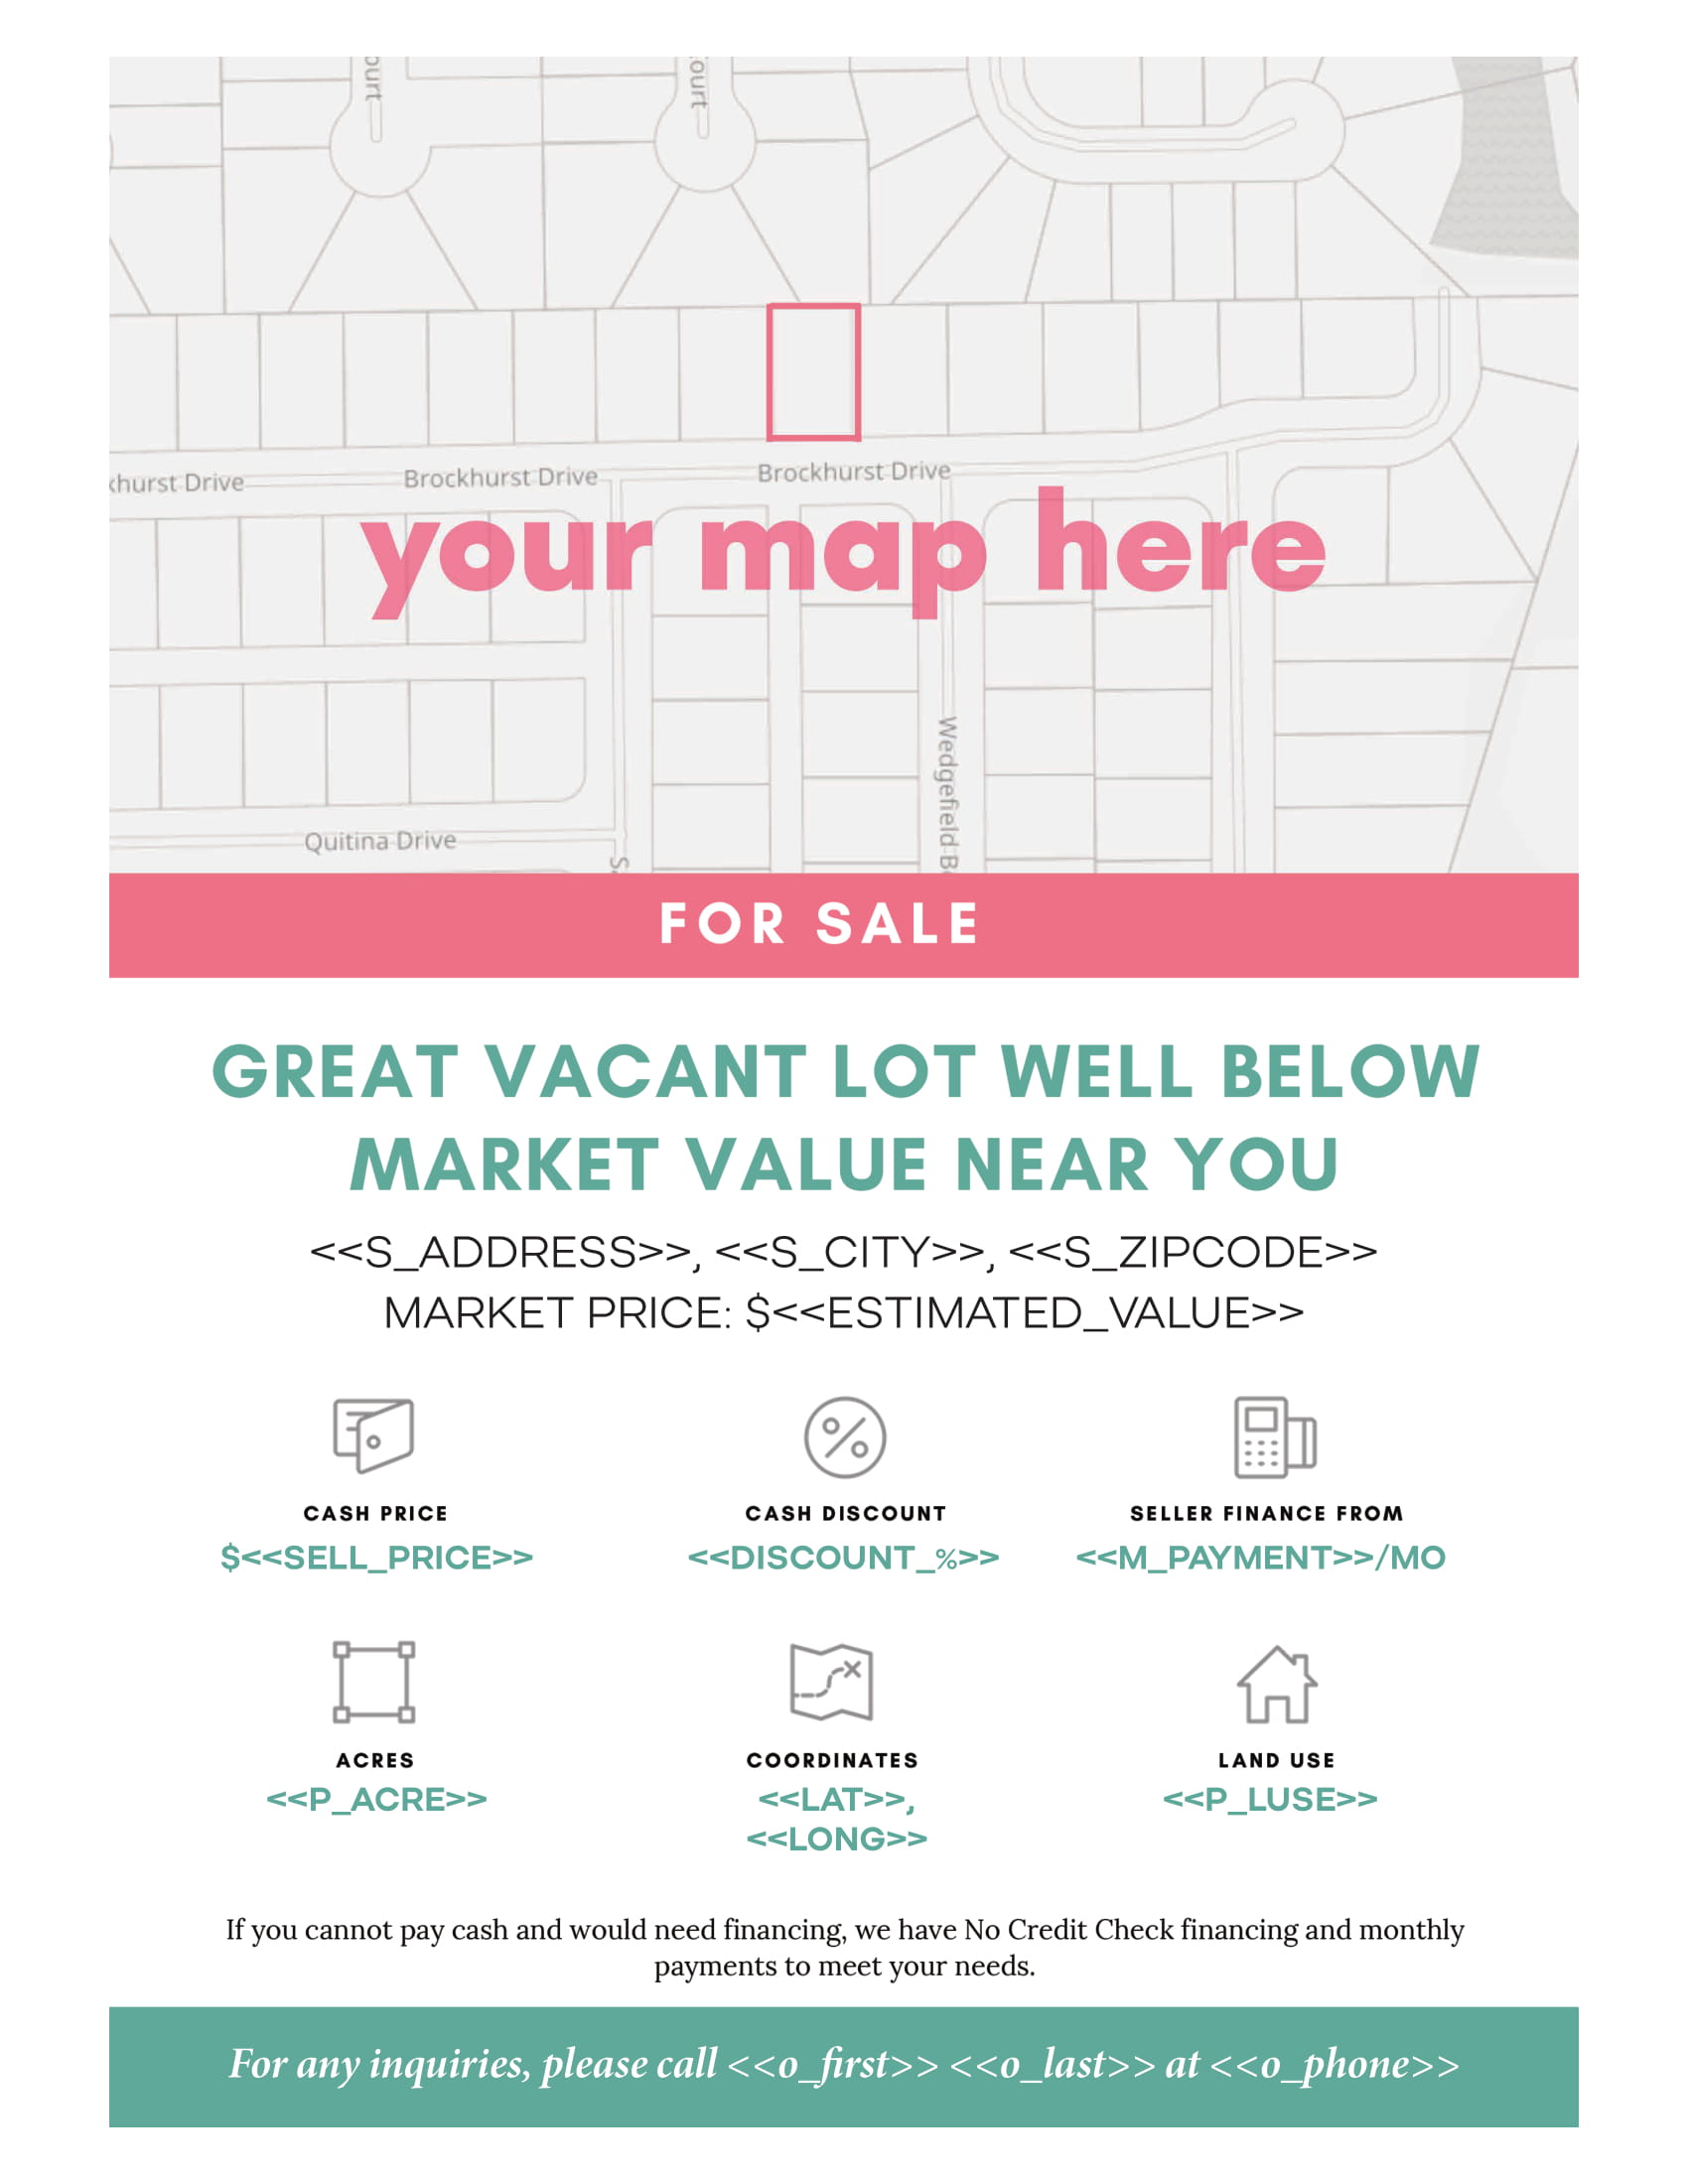 ourt
ourt
khurst Drive
Brockhurst Drive
Brockhurst Drive
your map here
Wedgefield B
Quitina Drive
S
FOR SALE
GREAT VACANT LOT WELL BELOW
MARKET VALUE NEAR YOU
<<S_ADDRESS>>, <<S_CITY>>, <<S_ZIPCODE>>
MARKET PRICE: $<<ESTIMATED_VALUE>>
CASH PRICE
$<<SELL_PRICE>>
CASH DISCOUNT
<<DISCOUNT_%>>
SELLER FINANCE FROM
<<M_PAYMENT>>/MO
ACRES
<<P_ACRE>>
COORDINATES
<<LAT>>,
<<LONG>>
LAND USE
<<P_LUSE>>
If you cannot pay cash and would need financing, we have No Credit Check financing and monthly
payments to meet your needs.
For any inquiries, please call <<o_first>> <<o_last>> at <<o_phone>>